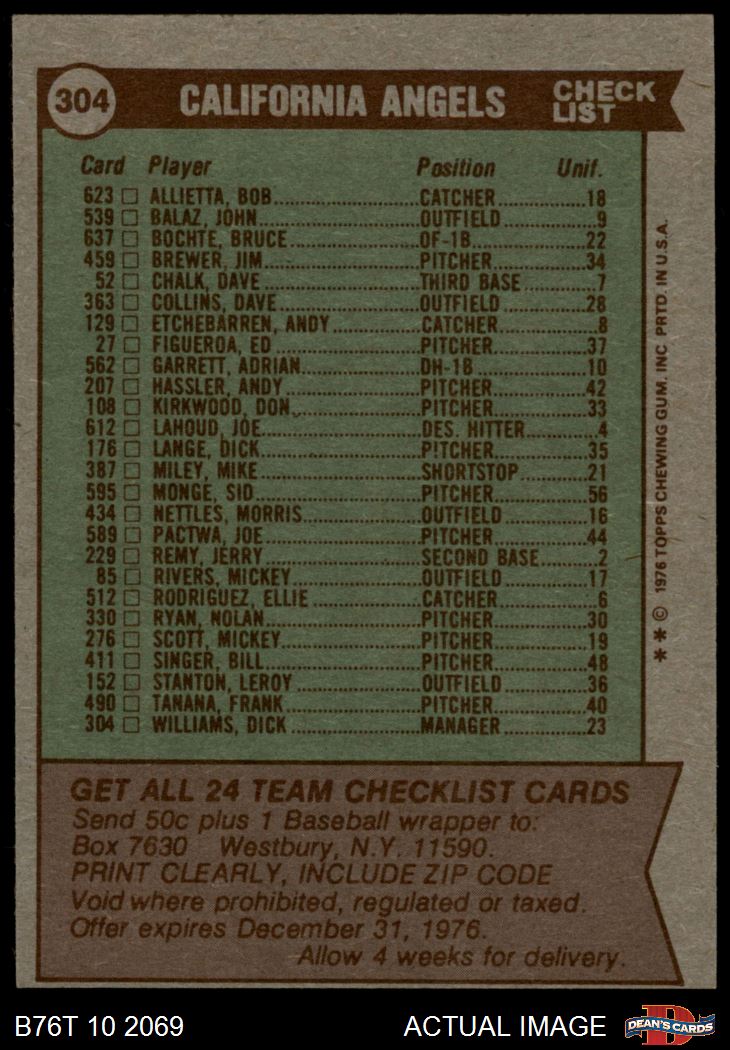 304 CALIFORNIA ANGELS CHECK LIST
Card Player Position Unif.
623 □ ALLIETTA, BOB CATCHER 18
539 □ BALAZ, JOHN OUTFIELD 9
637 □ BOCHTE, BRUCE OF-1B 22
459 □ BREWER, JIM PITCHER 34
52 □ CHALK, DAVE THIRD BASE 7
363 □ COLLINS, DAVE OUTFIELD 28
129 □ ETCHEBARREN, ANDY CATCHER 8
27 □ FIGUEROA, ED PITCHER 37
562 □ GARRETT, ADRIAN DH-1B 10
207 □ HASSLER, ANDY PITCHER 42
108 □ KIRKWOOD, DON PITCHER 33
612 □ LAHOUD, JOE DES. HITTER 4
176 □ LANGE, DICK PITCHER 35
387 □ MILEY, MIKE SHORTSTOP 21
595 □ MONGE, SID PITCHER 56
434 □ NETTLES, MORRIS OUTFIELD 16
589 □ PACTWA, JOE PITCHER 44
229 □ REMY, JERRY SECOND BASE 2
85 □ RIVERS, MICKEY OUTFIELD 17
512 □ RODRIGUEZ, ELLIE CATCHER 6
330 □ RYAN, NOLAN PITCHER 30
276 □ SCOTT, MICKEY PITCHER 19
411 □ SINGER, BILL PITCHER 48
152 □ STANTON, LEROY OUTFIELD 36
490 □ TANANA, FRANK PITCHER 40
304 □ WILLIAMS, DICK MANAGER 23
* * © 1976 TOPPS CHEWING GUM, INC PRTD. IN U.S.A.
GET ALL 24 TEAM CHECKLIST CARDS
Send 50c plus 1 Baseball wrapper to:
Box 7630 Westbury, N.Y. 11590.
PRINT CLEARLY, INCLUDE ZIP CODE
Void where prohibited, regulated or taxed.
Offer expires December 31, 1976.
Allow 4 weeks for delivery.
B76T 10 2069 ACTUAL IMAGE
D
DEAN'S CARDS